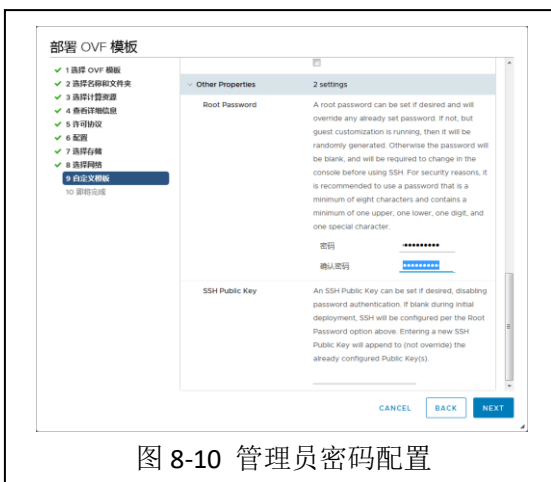 部署 OVF 模板
✓ 1 选择 OVF 模板
✓ 2 选择名称和文件夹
✓ 3 选择计算资源
✓ 4 查看详细信息
✓ 5 许可协议
✓ 6 配置
✓ 7 选择存储
✓ 8 选择网络
9 自定义模板
10 即将完成
Other Properties 2 settings
Root Password
A root password can be set if desired and will
override any already set password. If not, but
guest customization is running, then it will be
randomly generated. Otherwise the password will
be blank, and will be required to change in the
console before using SSH. For security reasons, it
is recommended to use a password that is a
minimum of eight characters and contains a
minimum of one upper, one lower, one digit, and
one special character.
密码
确认密码
SSH Public Key
An SSH Public Key can be set if desired, disabling
password authentication. If blank during initial
deployment, SSH will be configured per the Root
Password option above. Entering a new SSH
Public Key will append to (not override) the
already configured Public Key(s).
CANCEL BACK NEXT
图 8-10 管理员密码配置